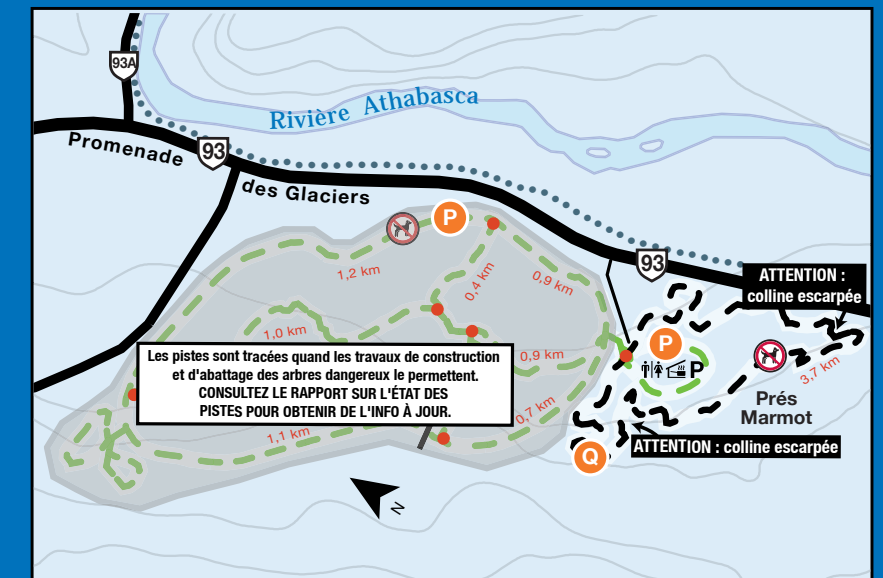 93A
Rivière Athabasca
Promenade
93
des Glaciers
P
93
ATTENTION :
colline escarpée
1,2 km
0,4 km
0,9 km
1,0 km
P
P
Les pistes sont tracées quand les travaux de construction
et d'abattage des arbres dangereux le permettent.
CONSULTEZ LE RAPPORT SUR L'ÉTAT DES
PISTES POUR OBTENIR DE L'INFO À JOUR.
0,9 km
3,7 km
Prés
Marmot
0,7 km
1,1 km
ATTENTION : colline escarpée
Q
N